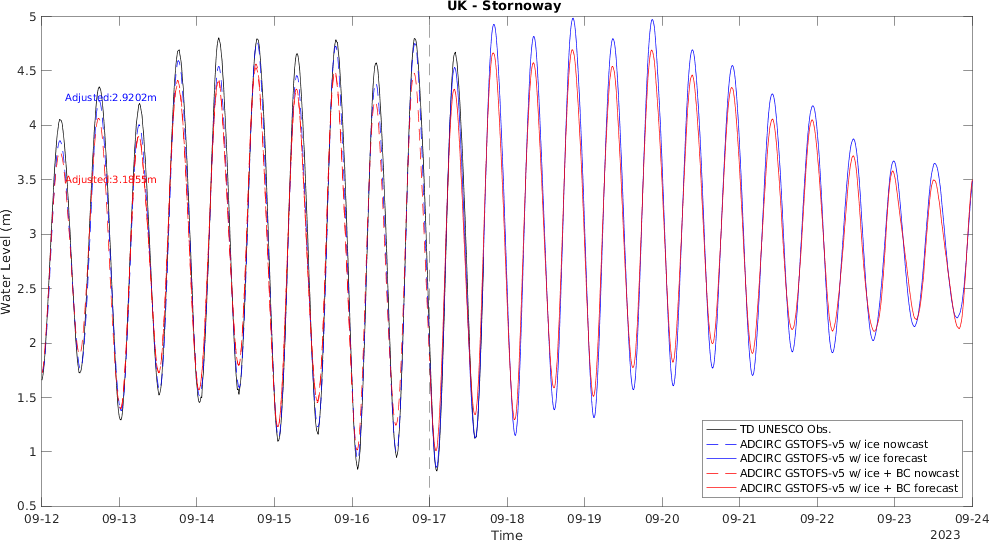 UK - Stornoway
5
4.5
4
3.5
3
2.5
2
1.5
1
0.5
Water Level (m)
Adjusted:2.9202m
Adjusted:3.1855m
TD UNESCO Obs.
ADCIRC GSTOFS-v5 w/ ice nowcast
ADCIRC GSTOFS-v5 w/ ice forecast
ADCIRC GSTOFS-v5 w/ ice + BC nowcast
ADCIRC GSTOFS-v5 w/ ice + BC forecast
09-12 09-13 09-14 09-15 09-16 09-17 09-18 09-19 09-20 09-21 09-22 09-23 09-24
Time
2023